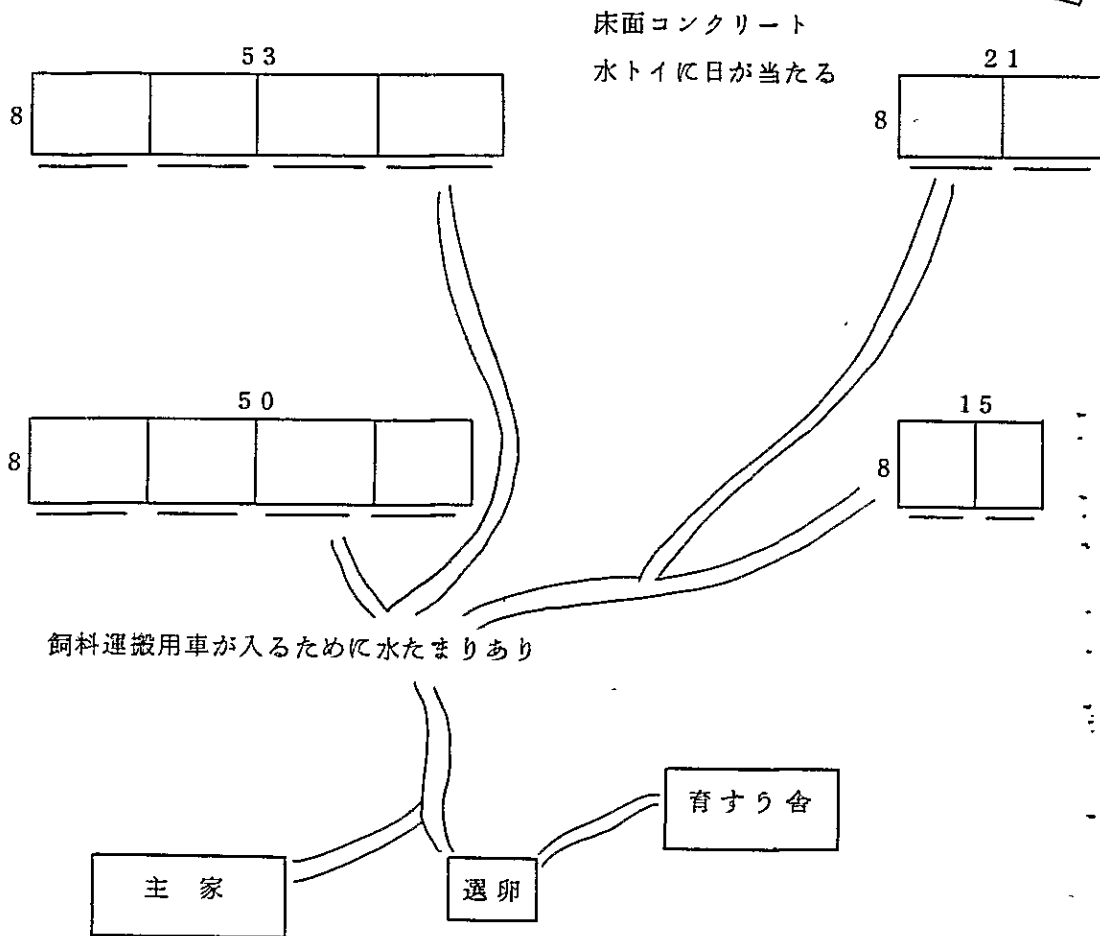 床面コンクリート
水トイに日が当たる
53
8
21
8
50
8
15
8
飼料運搬用車が入るために水たまりあり
育すう舎
主家
選卵